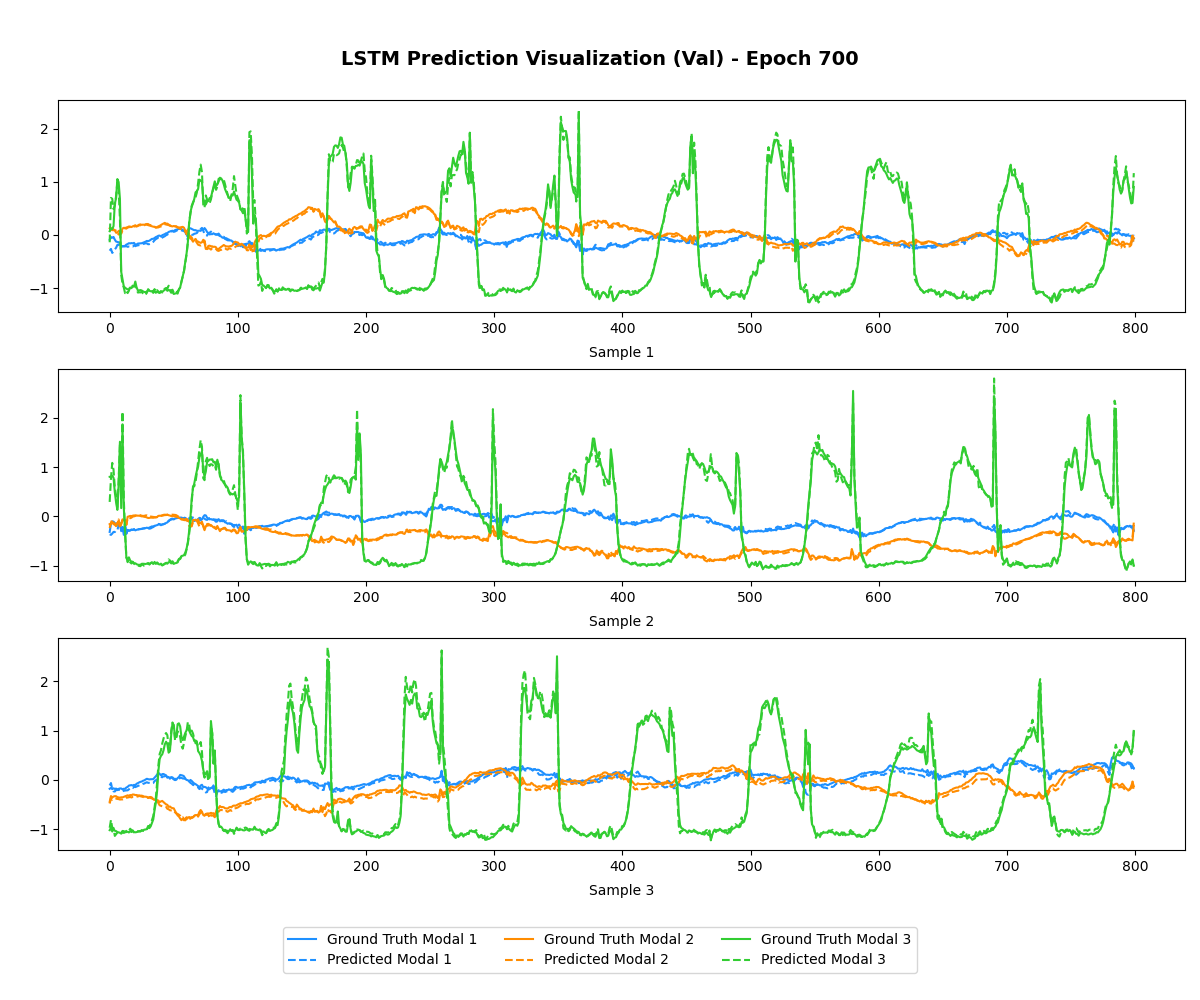 LSTM Prediction Visualization (Val) - Epoch 700
2
1
0
−1
0 100 200 300 400 500 600 700 800
Sample 1
2
1
0
−1
0 100 200 300 400 500 600 700 800
Sample 2
2
1
0
−1
0 100 200 300 400 500 600 700 800
Sample 3
Ground Truth Modal 1 Ground Truth Modal 2 Ground Truth Modal 3
Predicted Modal 1 Predicted Modal 2 Predicted Modal 3